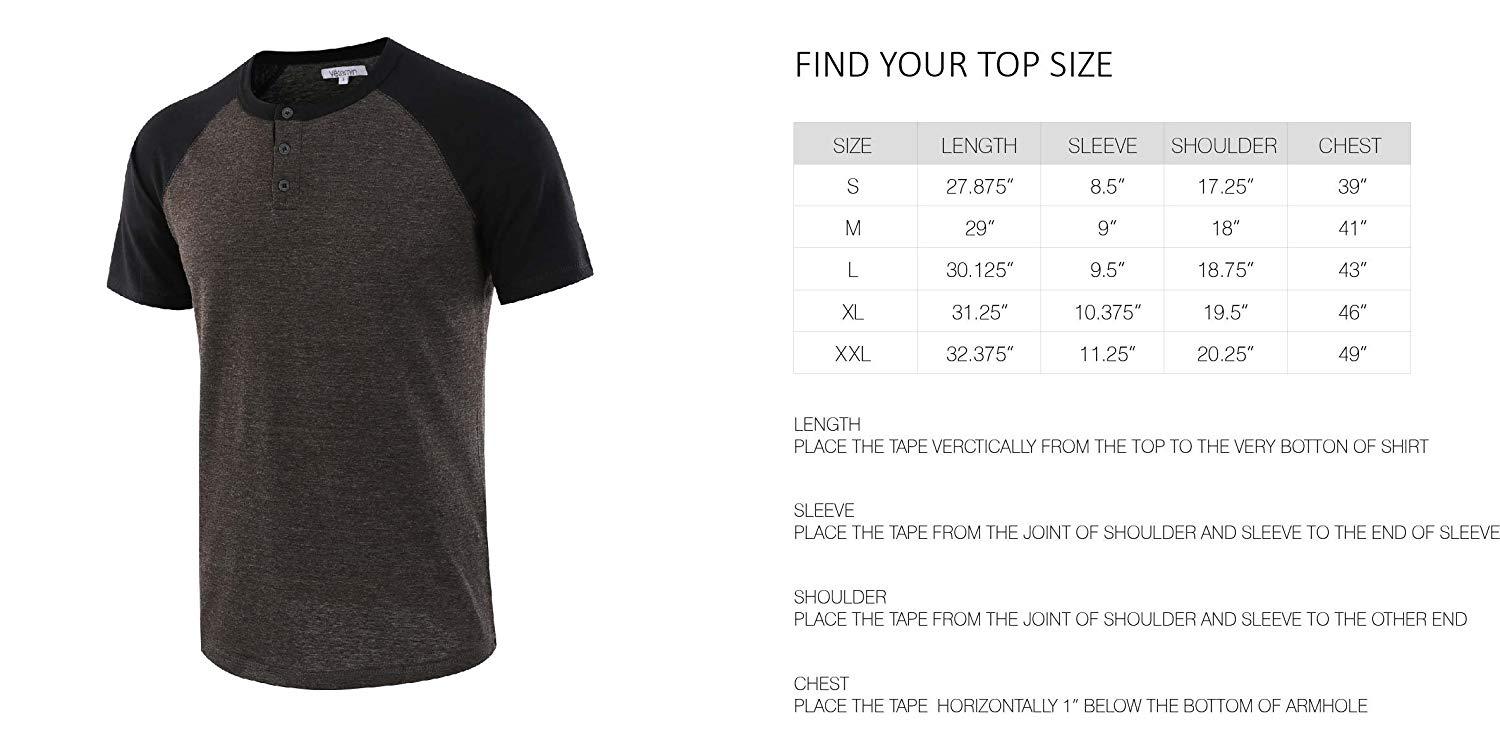 Vetemin
FIND YOUR TOP SIZE
SIZE LENGTH SLEEVE SHOULDER CHEST
S 27.875” 8.5” 17.25” 39”
M 29” 9” 18” 41”
L 30.125” 9.5” 18.75” 43”
XL 31.25” 10.375” 19.5” 46”
XXL 32.375” 11.25” 20.25” 49”
LENGTH
PLACE THE TAPE VERCTICALLY FROM THE TOP TO THE VERY BOTTON OF SHIRT
SLEEVE
PLACE THE TAPE FROM THE JOINT OF SHOULDER AND SLEEVE TO THE END OF SLEEVE
SHOULDER
PLACE THE TAPE FROM THE JOINT OF SHOULDER AND SLEEVE TO THE OTHER END
CHEST
PLACE THE TAPE HORIZONTALLY 1” BELOW THE BOTTOM OF ARMHOLE